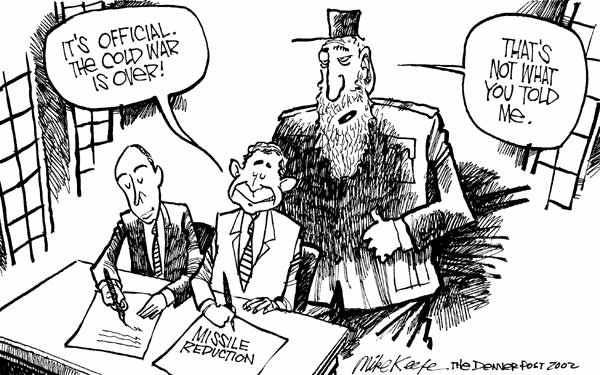 IT'S OFFICIAL.
THE COLD WAR
IS OVER!
THAT'S
NOT WHAT
YOU TOLD
ME.
MISSILE
REDUCTION
Mike Keefe THE DENVER POST 2002